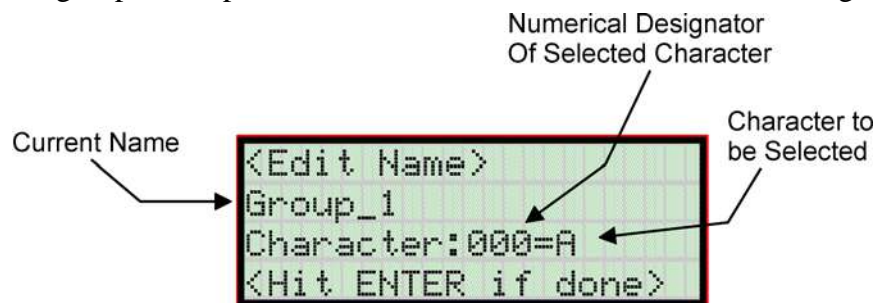 Numerical Designator
Of Selected Character
Current Name
Character to
be Selected
<Edit Name>
Group_1
Character:000=A
<Hit ENTER if done>